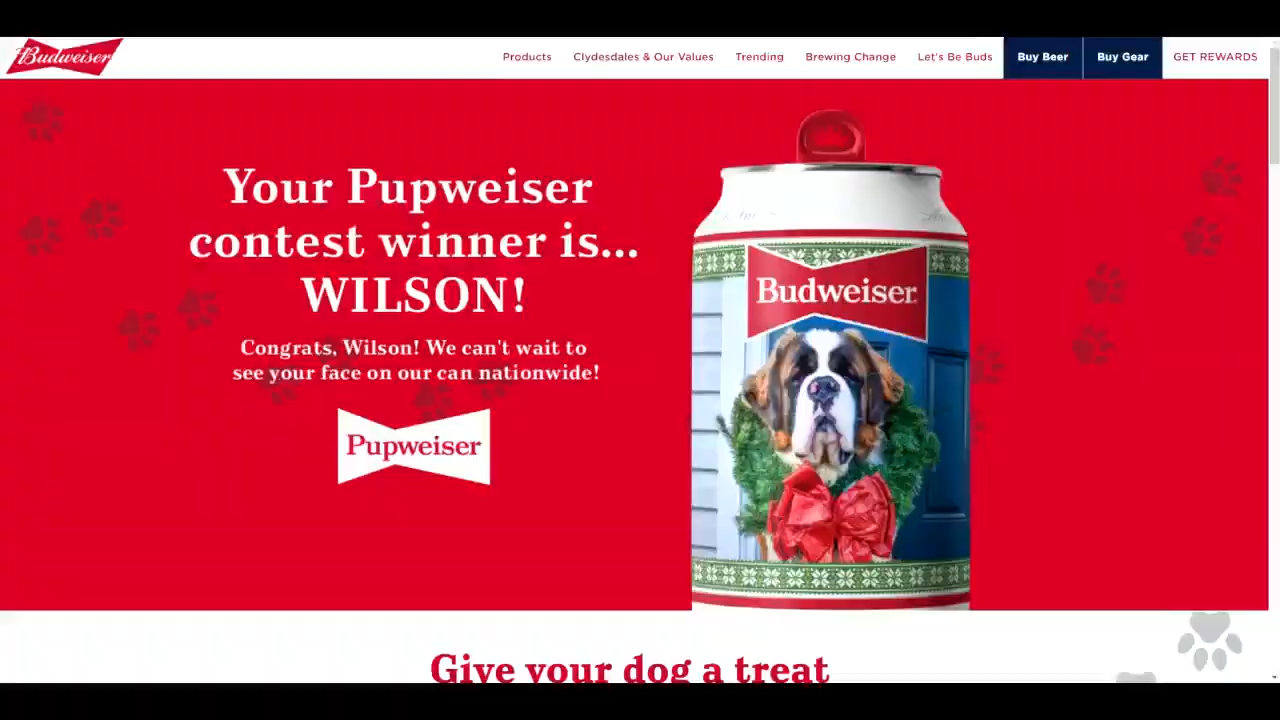 Budweiser
Products Clydesdales & Our Values Trending Brewing Change Let's Be Buds Buy Beer Buy Gear GET REWARDS
Your Pupweiser
contest winner is...
WILSON!
Congrats, Wilson! We can't wait to
see your face on our can nationwide!
Pupweiser
Budweiser
Give your dog a treat